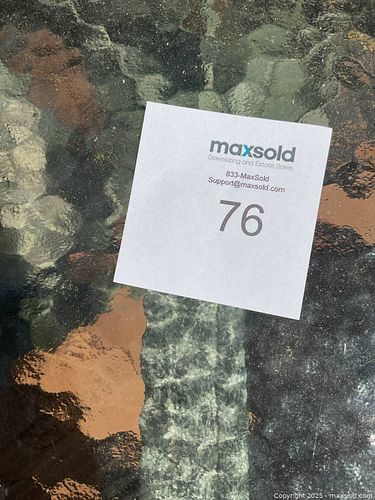 maxsold
Downsizing and Estate Sales
833-MaxSold
Support@maxsold.com
76
Copyright 2025 - maxsold.com